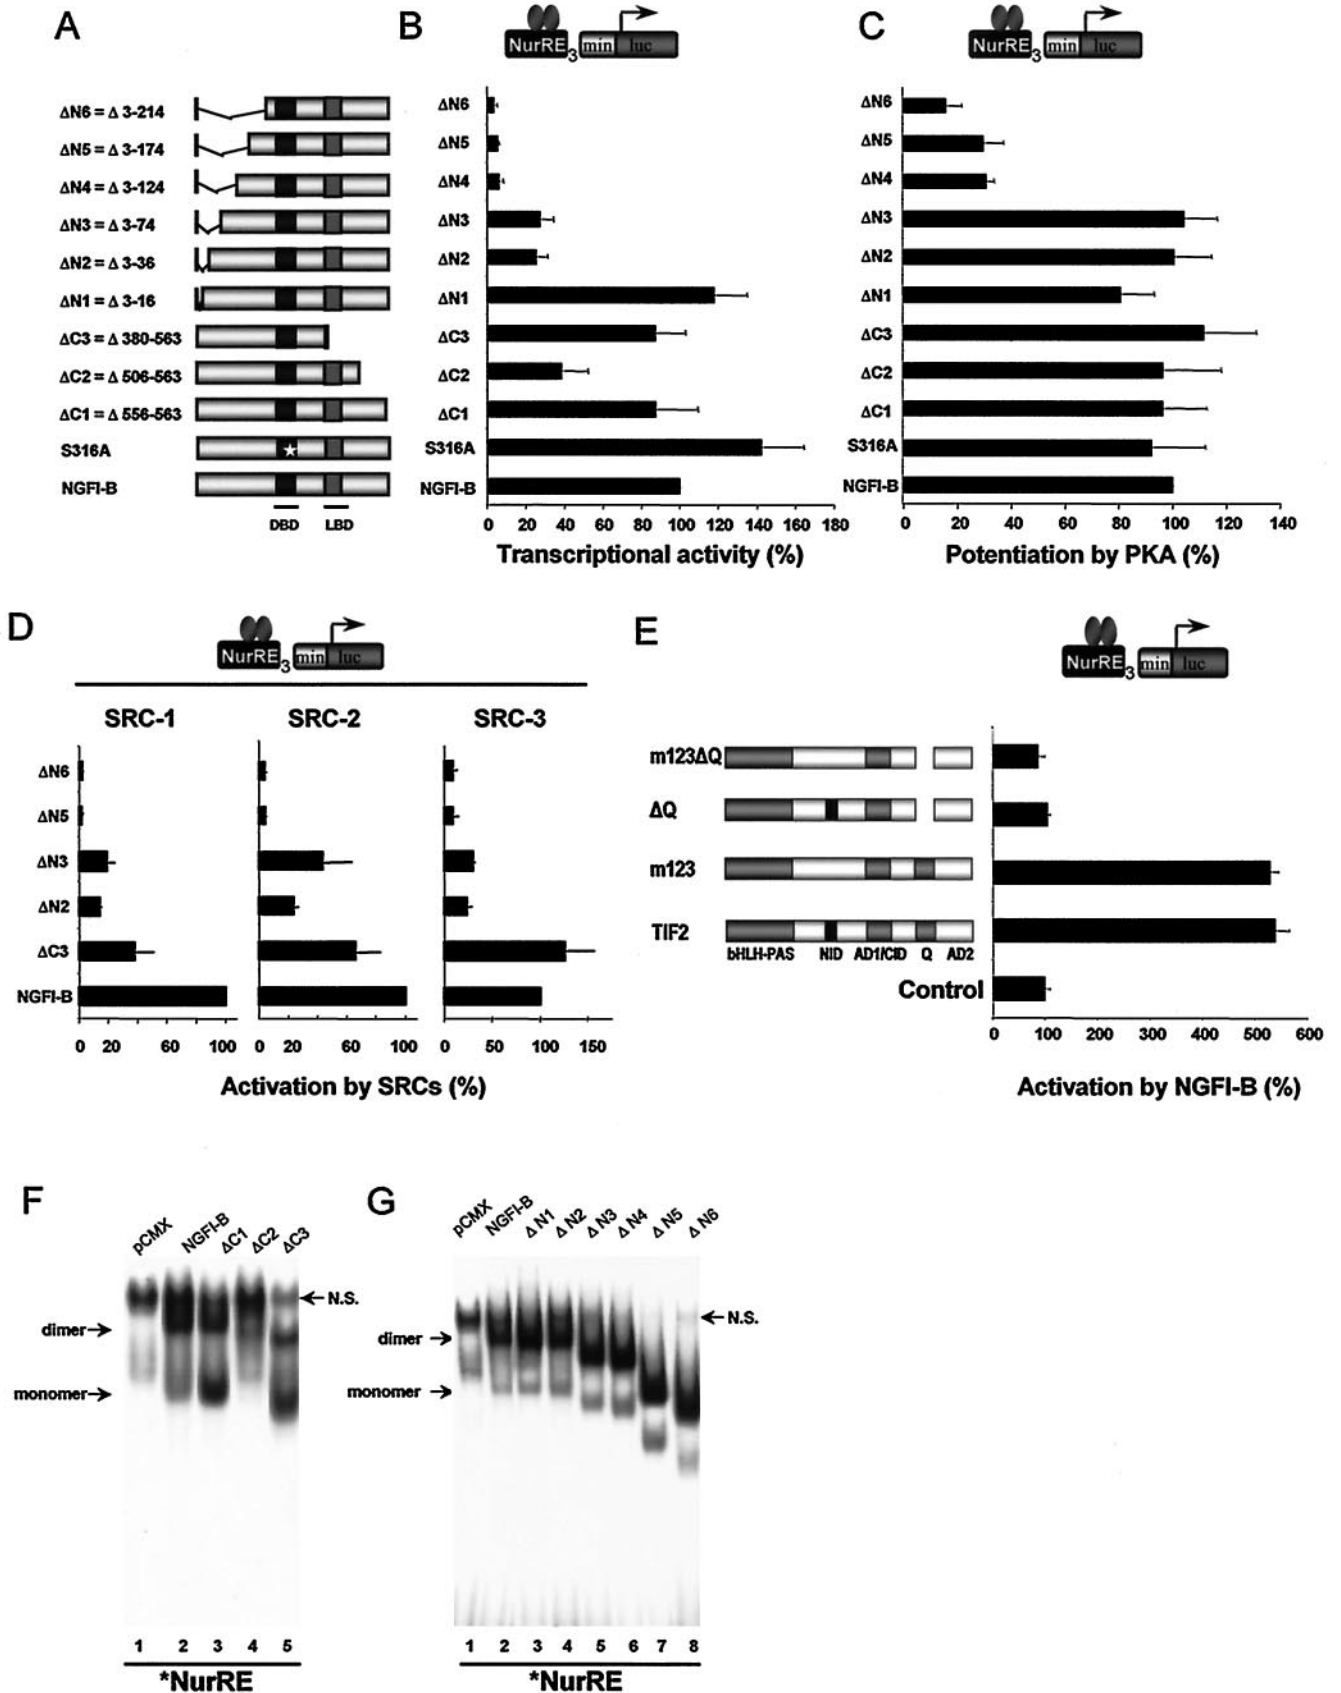 A
ΔN6 = Δ 3-214
ΔN5 = Δ 3-174
ΔN4 = Δ 3-124
ΔN3 = Δ 3-74
ΔN2 = Δ 3-36
ΔN1 = Δ 3-16
ΔC3 = Δ 380-563
ΔC2 = Δ 506-563
ΔC1 = Δ 556-563
S316A
NGFI-B
DBD LBD
B
NurRE 3 min luc
ΔN6
ΔN5
ΔN4
ΔN3
ΔN2
ΔN1
ΔC3
ΔC2
ΔC1
S316A
NGFI-B
0 20 40 60 80 100 120 140 160 180
Transcriptional activity (%)
C
NurRE 3 min luc
ΔN6
ΔN5
ΔN4
ΔN3
ΔN2
ΔN1
ΔC3
ΔC2
ΔC1
S316A
NGFI-B
0 20 40 60 80 100 120 140
Potentiation by PKA (%)
D
NurRE 3 min luc
SRC-1 SRC-2 SRC-3
ΔN6
ΔN5
ΔN3
ΔN2
ΔC3
NGFI-B
0 20 60 100 0 20 60 100 0 50 100 150
Activation by SRCs (%)
E
NurRE 3 min luc
m123ΔQ
ΔQ
m123
TIF2
bHLH-PAS NID AD1/CID Q AD2
Control
0 100 200 300 400 500 600
Activation by NGFI-B (%)
F
pCMX NGFI-B ΔC1 ΔC2 ΔC3
N.S.
dimer
monomer
1 2 3 4 5
*NurRE
G
pCMX NGFI-B Δ N1 Δ N2 Δ N3 Δ N4 Δ N5 Δ N6
N.S.
dimer
monomer
1 2 3 4 5 6 7 8
*NurRE